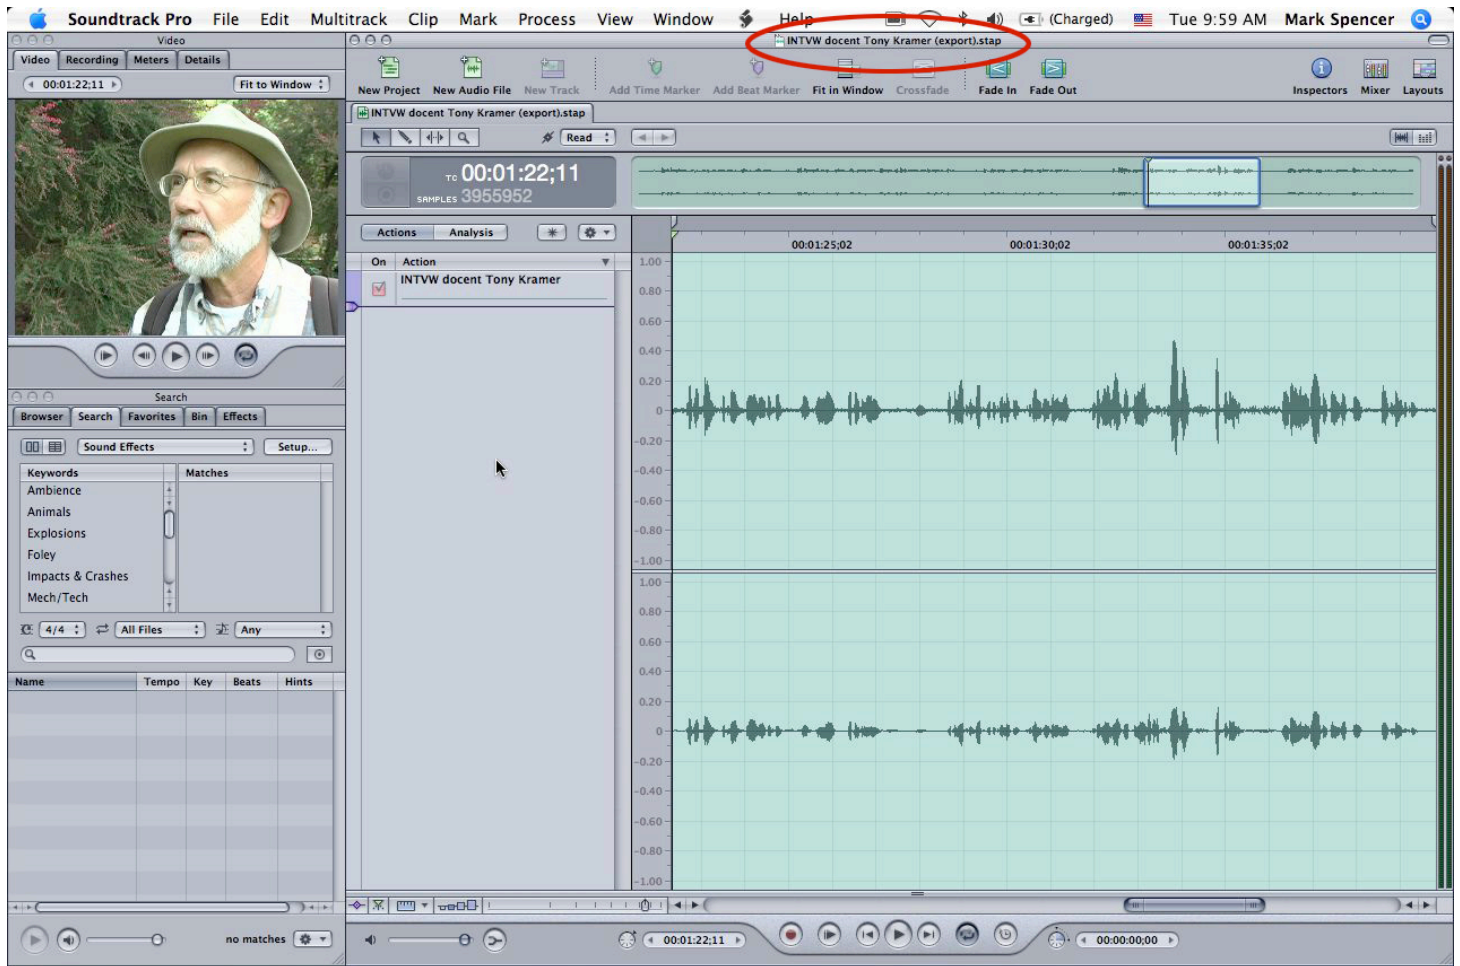 Soundtrack Pro File Edit Multitrack Clip Mark Process View Window Help (Charged) Tue 9:59 AM Mark Spencer
Video
INTVW docent Tony Kramer (export).stap
Video Recording Meters Details
00:01:22;11 Fit to Window
New Project New Audio File New Track Add Time Marker Add Beat Marker Fit in Window Crossfade Fade In Fade Out Inspectors Mixer Layouts
INTVW docent Tony Kramer (export).stap
Read
TC 00:01:22;11
SAMPLES 3955952
Actions Analysis
00:01:25;02 00:01:30;02 00:01:35;02
On Action
INTVW docent Tony Kramer
1.00
0.80
0.60
0.40
0.20
0
-0.20
-0.40
-0.60
-0.80
-1.00
1.00
0.80
0.60
0.40
0.20
0
-0.20
-0.40
-0.60
-0.80
-1.00
Search
Browser Search Favorites Bin Effects
Sound Effects Setup...
Keywords Matches
Ambience
Animals
Explosions
Foley
Impacts & Crashes
Mech/Tech
4/4 All Files Any
Name Tempo Key Beats Hints
no matches
00:01:22;11 00:00:00;00